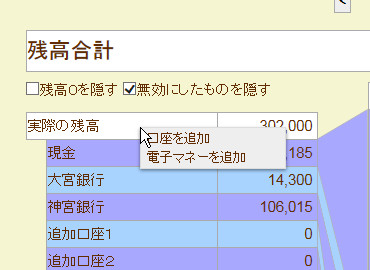 残高合計
残高0を隠す 無効にしたものを隠す
実際の残高 302,000
口座を追加
電子マネーを追加
現金 185
大宮銀行 14,300
神宮銀行 106,015
追加口座1 0
追加口座2 0